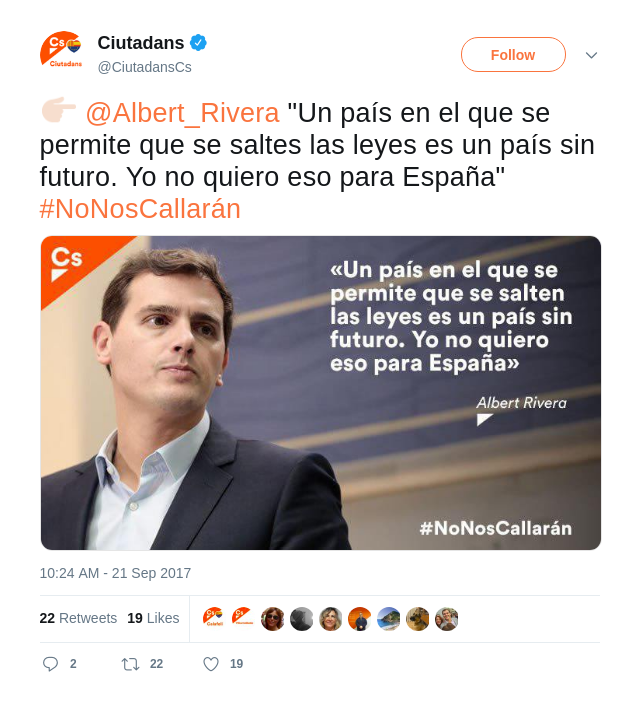 Cs
Ciutadans
Ciutadans
@CiutadansCs
Follow
@Albert_Rivera "Un país en el que se
permite que se saltes las leyes es un país sin
futuro. Yo no quiero eso para España"
#NoNosCallarán
Cs
«Un país en el que se
permite que se salten
las leyes es un país sin
futuro. Yo no quiero
eso para España»
Albert Rivera
#NoNosCallarán
10:24 AM - 21 Sep 2017
22 Retweets 19 Likes
2 22 19